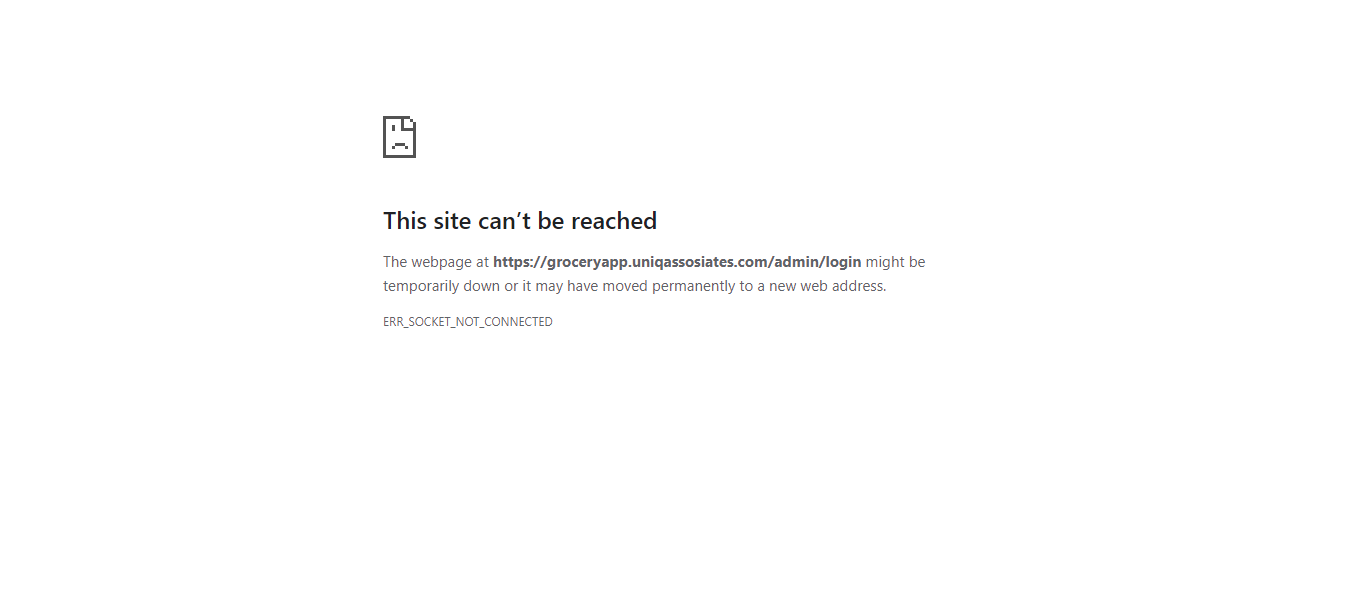 This site can’t be reached
The webpage at https://groceryapp.uniqassosiates.com/admin/login might be
temporarily down or it may have moved permanently to a new web address.
ERR_SOCKET_NOT_CONNECTED